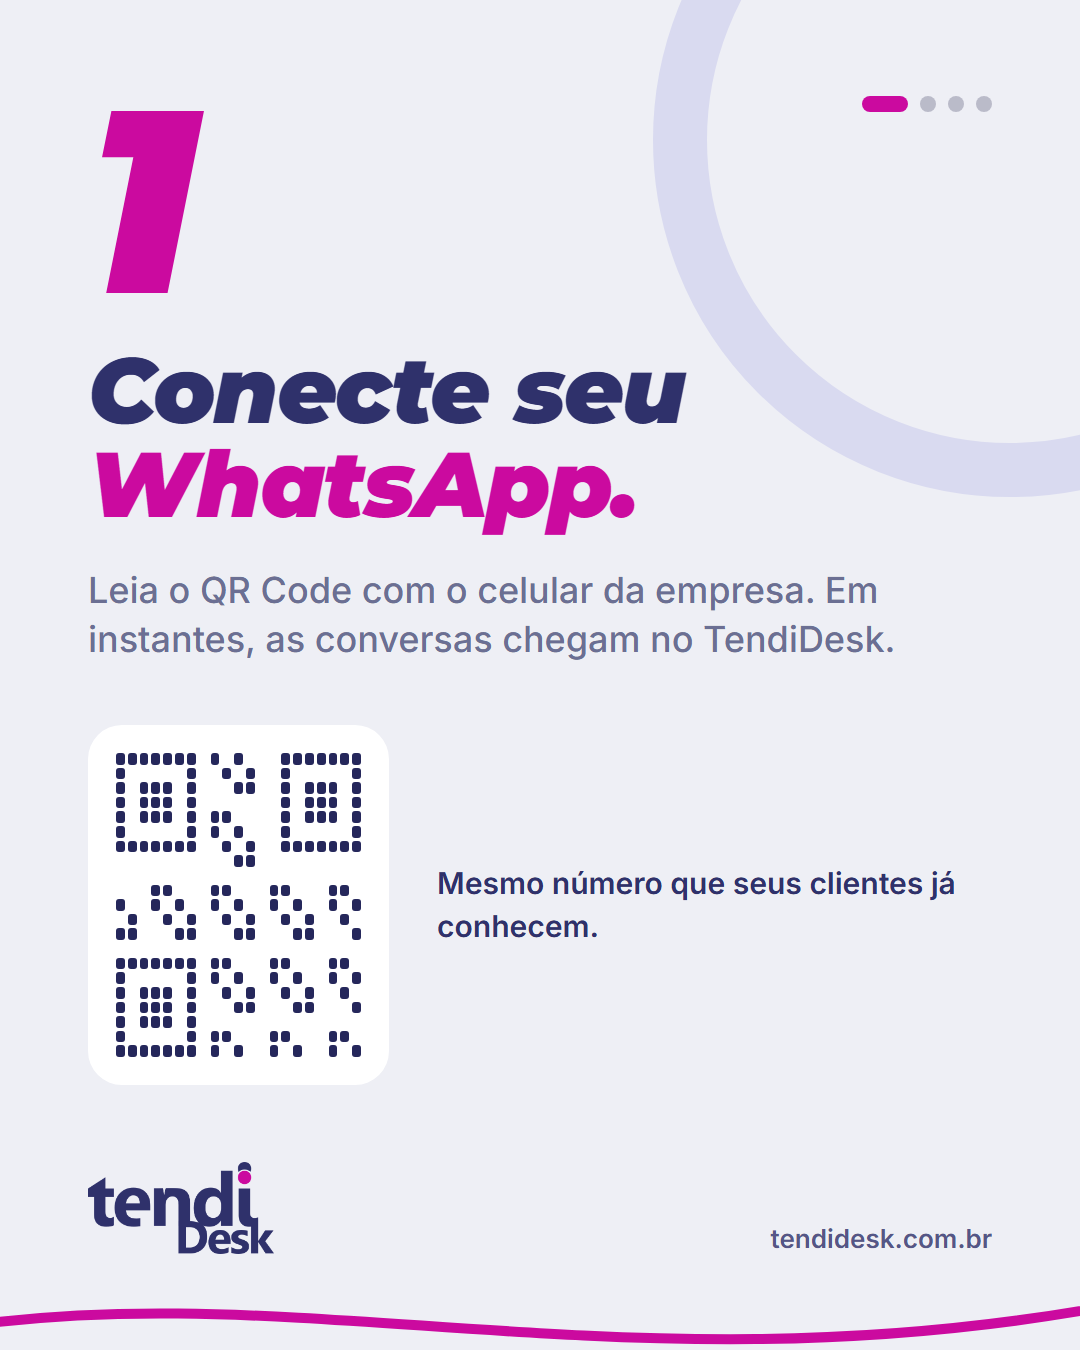 1
Conecte seu
WhatsApp.
Leia o QR Code com o celular da empresa. Em
instantes, as conversas chegam no TendiDesk.
Mesmo número que seus clientes já
conhecem.
tendi
Desk
tendidesk.com.br